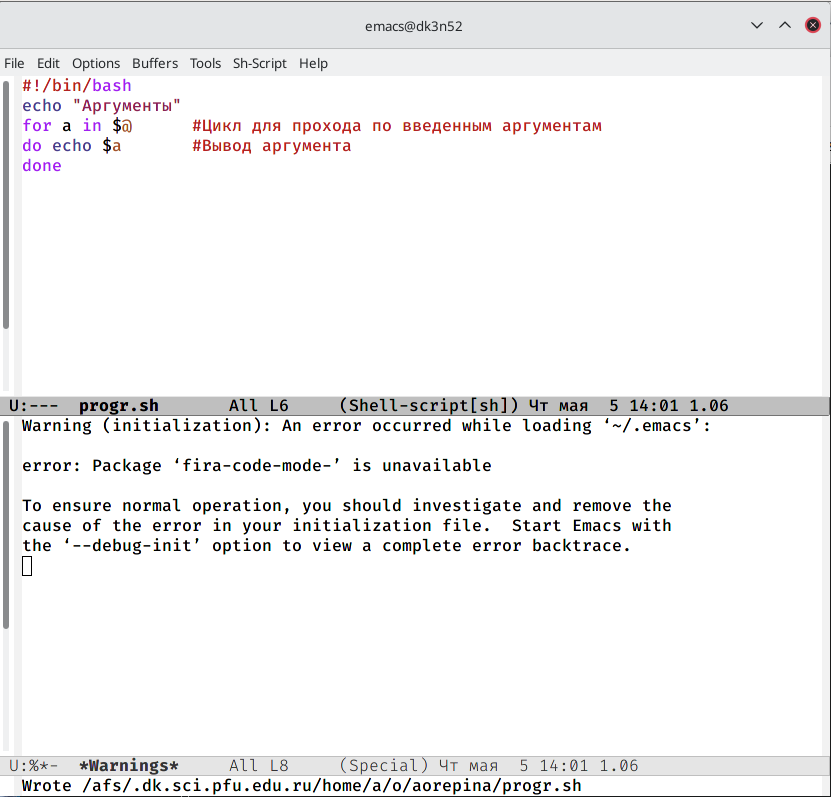 emacs@dk3n52
File Edit Options Buffers Tools Sh-Script Help
#!/bin/bash
echo "Аргументы"
for a in $@ #Цикл для прохода по введенным аргументам
do echo $a #Вывод аргумента
done
U:--- progr.sh All L6 (Shell-script[sh]) Чт мая 5 14:01 1.06
Warning (initialization): An error occurred while loading ‘~/.emacs’:
error: Package ‘fira-code-mode-’ is unavailable
To ensure normal operation, you should investigate and remove the
cause of the error in your initialization file. Start Emacs with
the ‘--debug-init’ option to view a complete error backtrace.
U:%*- *Warnings* All L8 (Special) Чт мая 5 14:01 1.06
Wrote /afs/.dk.sci.pfu.edu.ru/home/a/o/aorepina/progr.sh